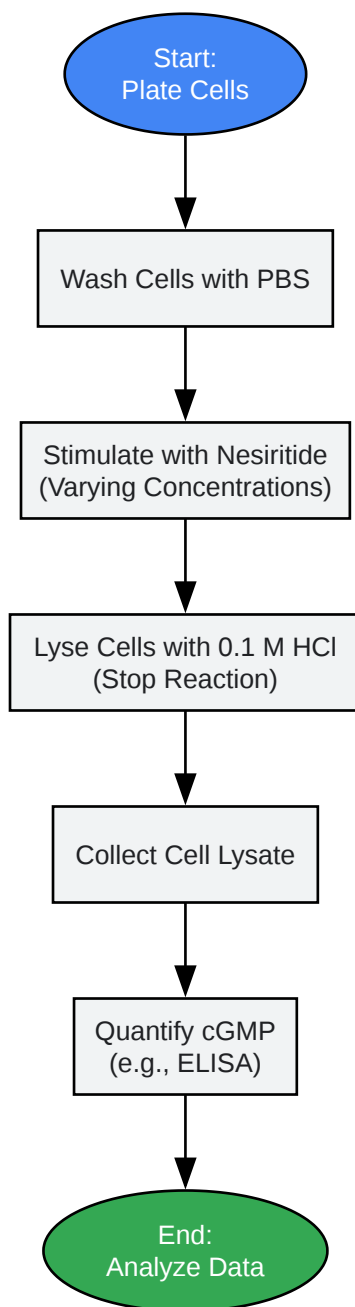 Start:
Plate Cells
Wash Cells with PBS
Stimulate with Nesiritide
(Varying Concentrations)
Lyse Cells with 0.1 M HCl
(Stop Reaction)
Collect Cell Lysate
Quantify cGMP
(e.g., ELISA)
End:
Analyze Data